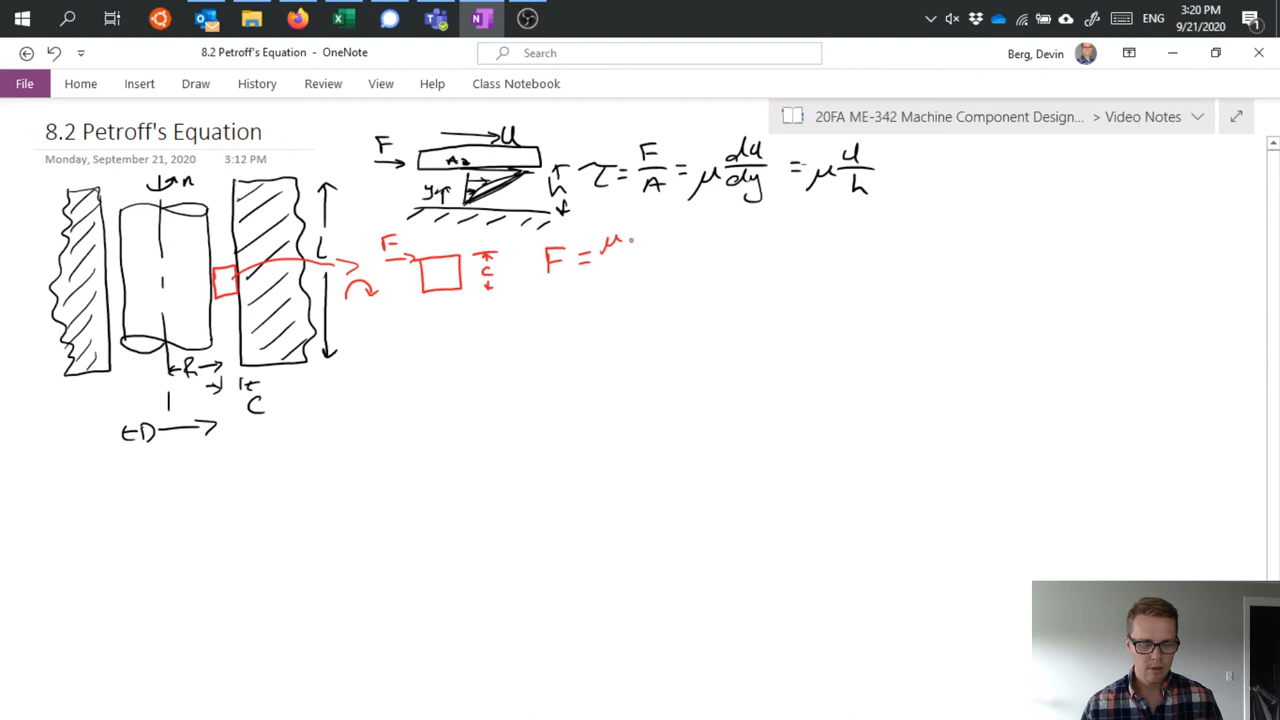 3:20 PM
ENG
9/21/2020
1
8.2 Petroff's Equation - OneNote
Search
Berg, Devin
File
Home
Insert
Draw
View
History
Review
Help
Class Notebook
20FA ME-342 Machine Component Design... > Video Notes
8.2 Petroff's Equation
Monday, September 21, 2020 3:12 PM
n
L
R
C
D
F
U
A
y
h
τ = F/A = μ du/dy = μ U/h
F
c
F = μ